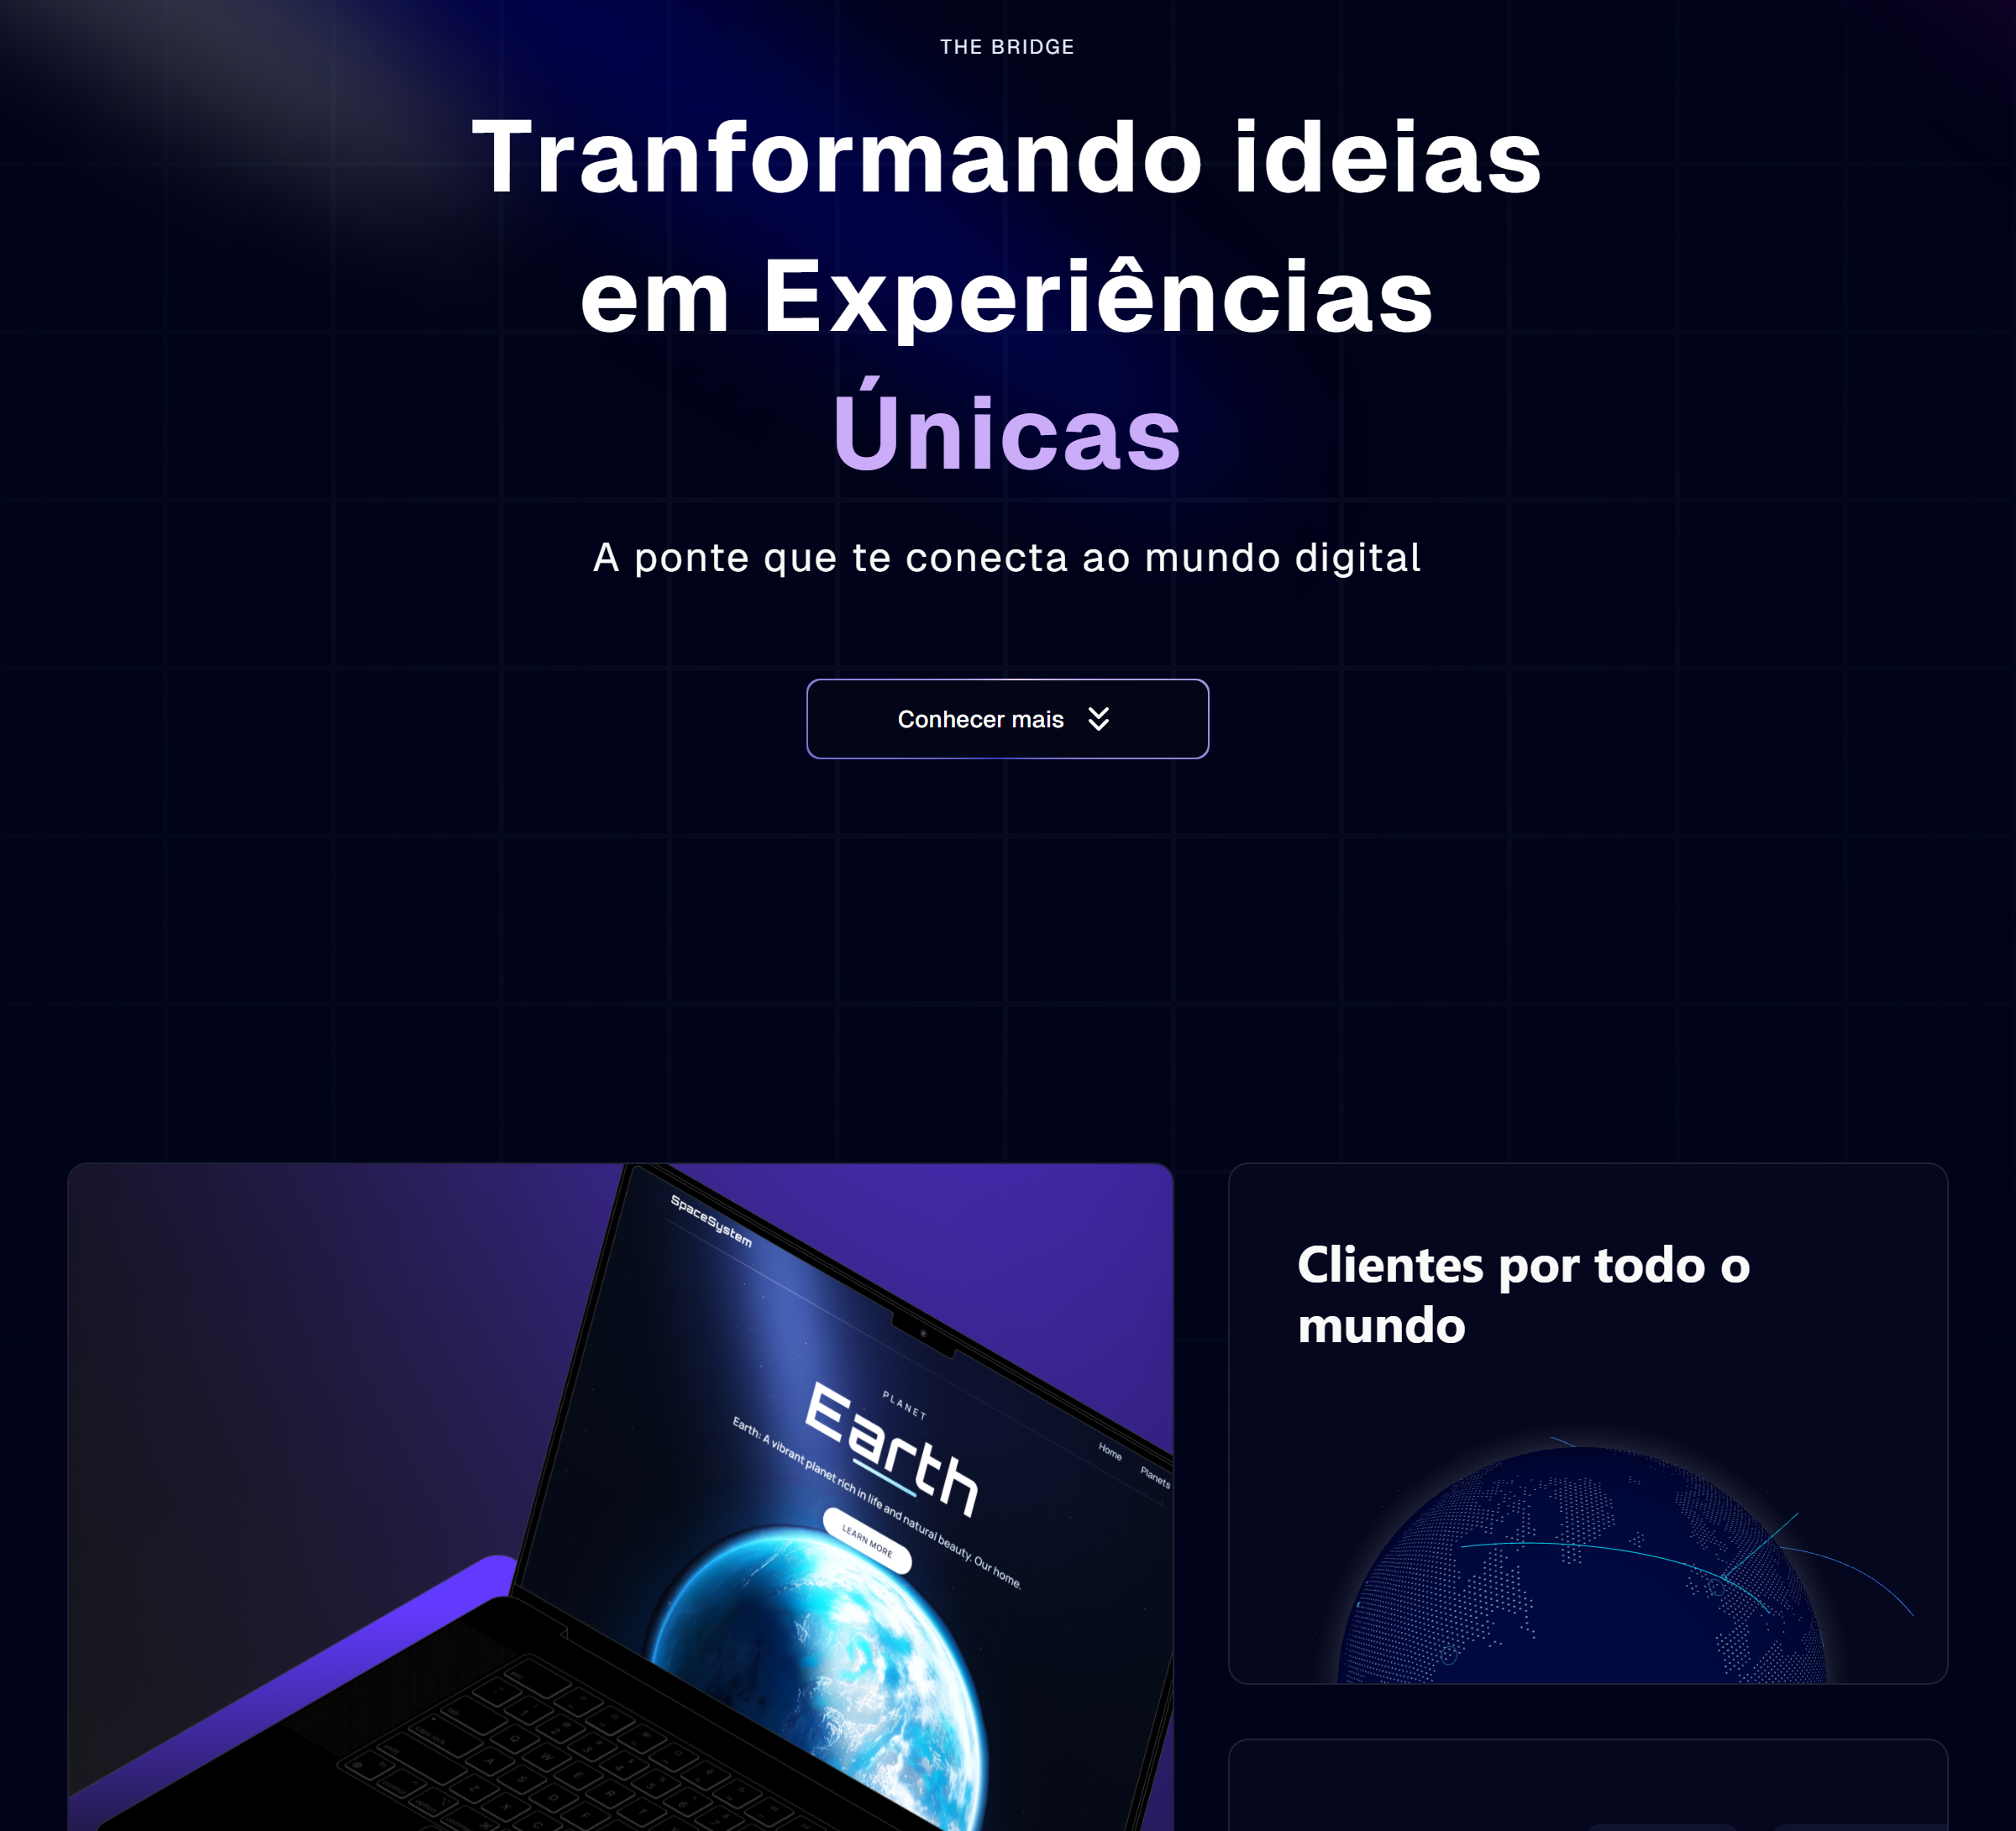 THE BRIDGE
Tranformando ideias
em Experiências
Únicas
A ponte que te conecta ao mundo digital
Conhecer mais
SpaceSystem
Home
Planets
PLANET
Earth
Earth: A vibrant planet rich in life and natural beauty. Our home.
LEARN MORE
Clientes por todo o
mundo